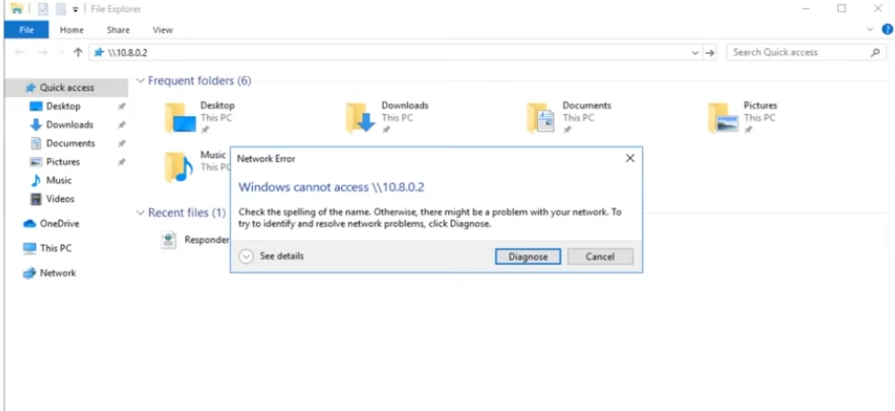 File Explorer
File Home Share View
\\10.8.0.2 Search Quick access
Quick access
Desktop
Downloads
Documents
Pictures
Music
Videos
OneDrive
This PC
Network
Frequent folders (6)
Desktop
This PC
Downloads
This PC
Documents
This PC
Pictures
This PC
Music
This PC
Recent files (1)
Responder
Network Error
Windows cannot access \\10.8.0.2
Check the spelling of the name. Otherwise, there might be a problem with your network. To
try to identify and resolve network problems, click Diagnose.
See details Diagnose Cancel